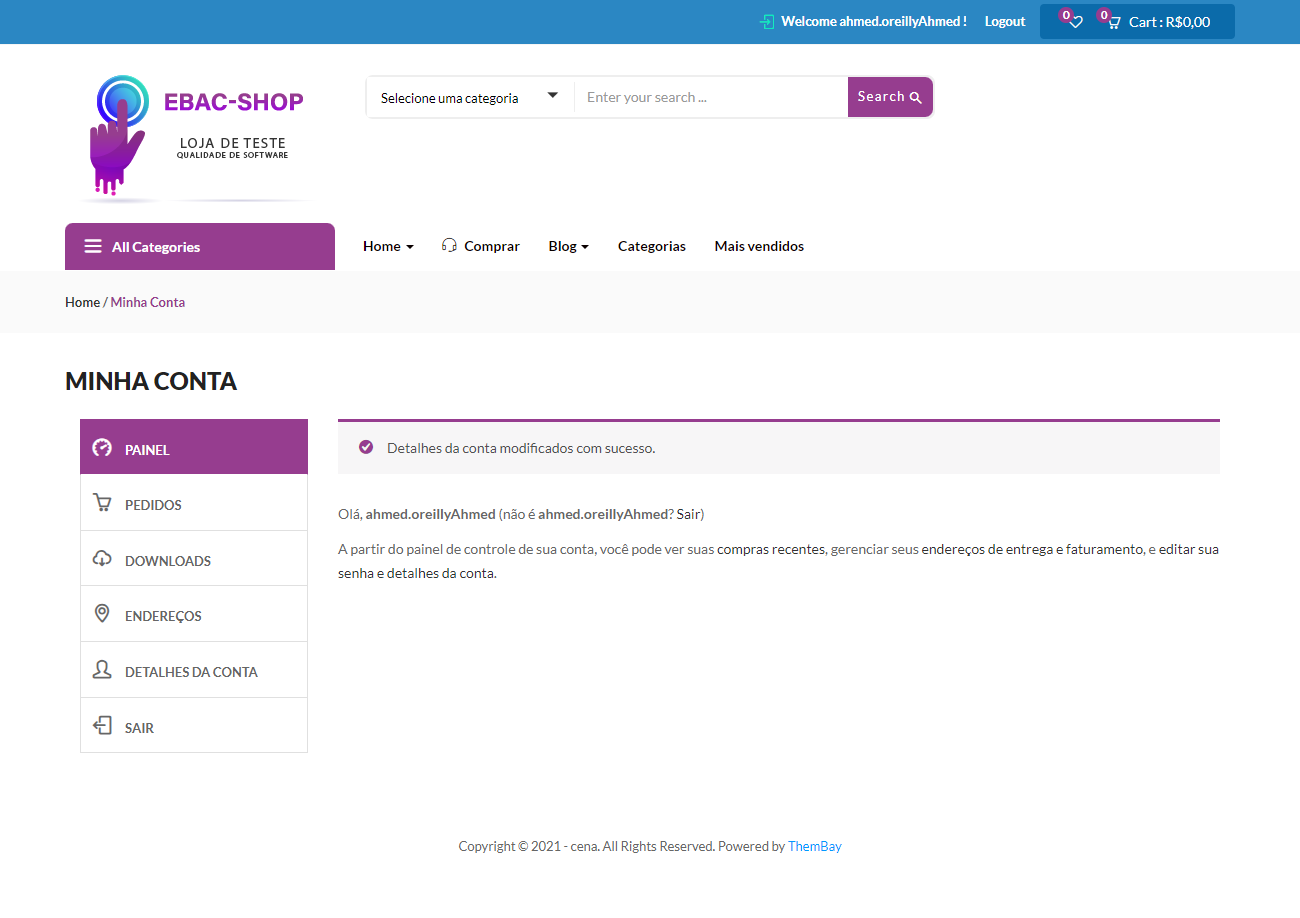 Welcome ahmed.oreillyAhmed ! Logout 0 0 Cart : R$0,00
EBAC-SHOP
LOJA DE TESTE
QUALIDADE DE SOFTWARE
Selecione uma categoria Enter your search ... Search
All Categories Home Comprar Blog Categorias Mais vendidos
Home / Minha Conta
MINHA CONTA
PAINEL
PEDIDOS
DOWNLOADS
ENDEREÇOS
DETALHES DA CONTA
SAIR
Detalhes da conta modificados com sucesso.
Olá, ahmed.oreillyAhmed (não é ahmed.oreillyAhmed? Sair)
A partir do painel de controle de sua conta, você pode ver suas compras recentes, gerenciar seus endereços de entrega e faturamento, e editar sua
senha e detalhes da conta.
Copyright © 2021 - cena. All Rights Reserved. Powered by ThemBay